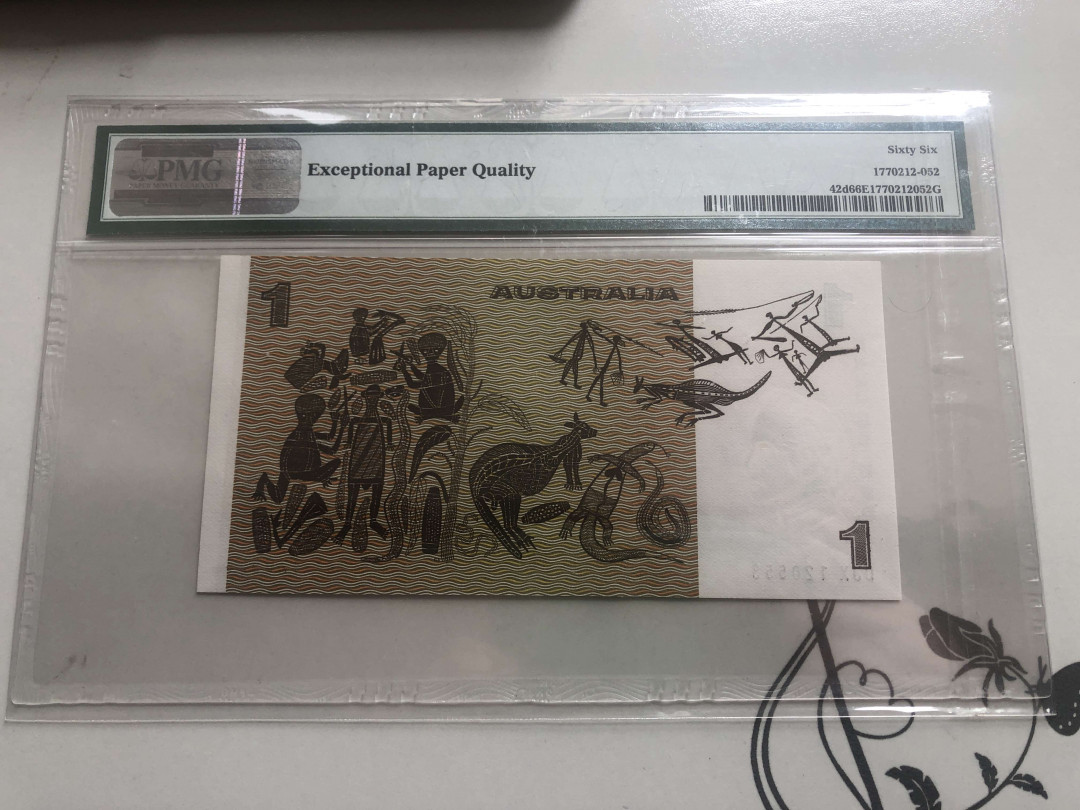 PMG
Exceptional Paper Quality
Sixty Six
1770212-052
42d66E1770212052G
1
AUSTRALIA
1